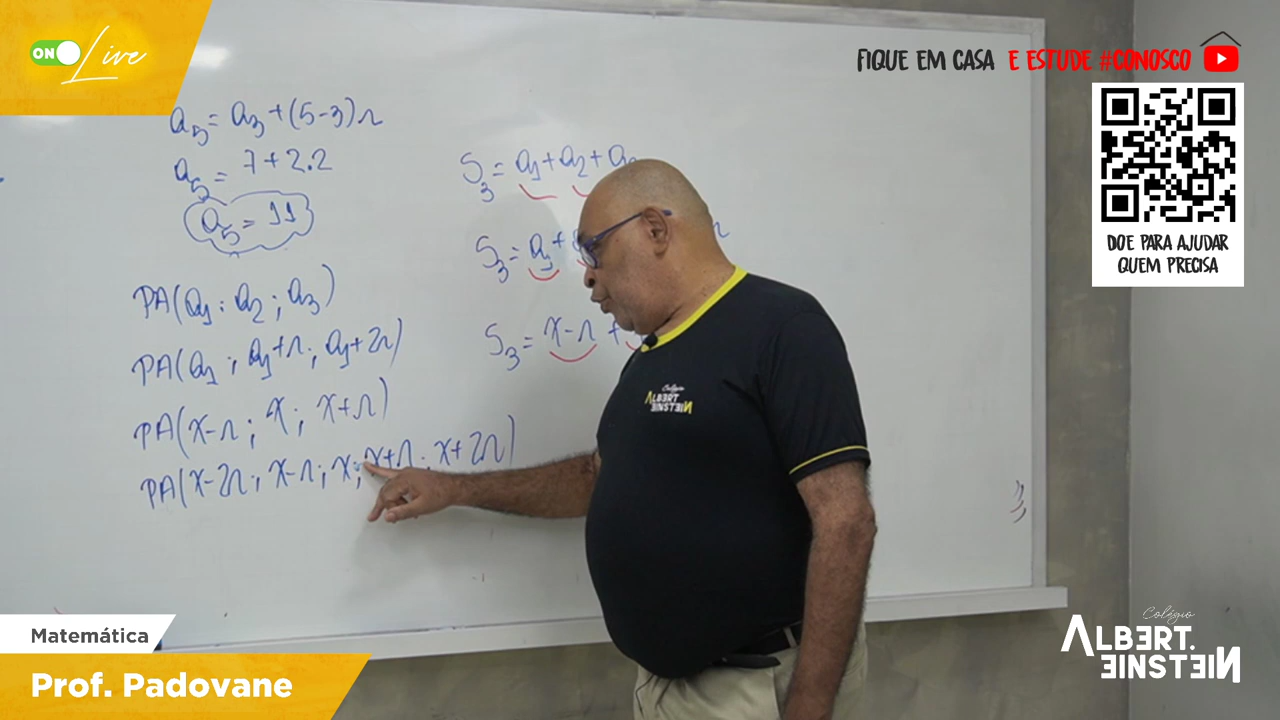 ON Live
FIQUE EM CASA E ESTUDE #CONOSCO
DOE PARA AJUDAR
QUEM PRECISA
a₅ = a₃ + (5-3)r
a₅ = 7 + 2.2
a₅ = 11
PA(a₁ ; a₂ ; a₃)
PA(a₁ ; a₁+r ; a₁+2r)
PA(x-r ; x ; x+r)
PA(x-2r ; x-r ; x ; x+r ; x+2r)
S₃ = a₁ + a₂ + a₃
S₃ = a₁ +
S₃ = x-r +
Colégio
ALBERT
EINSTEIN
Matemática
Prof. Padovane
Colégio
ALBERT.
EINSTEIN